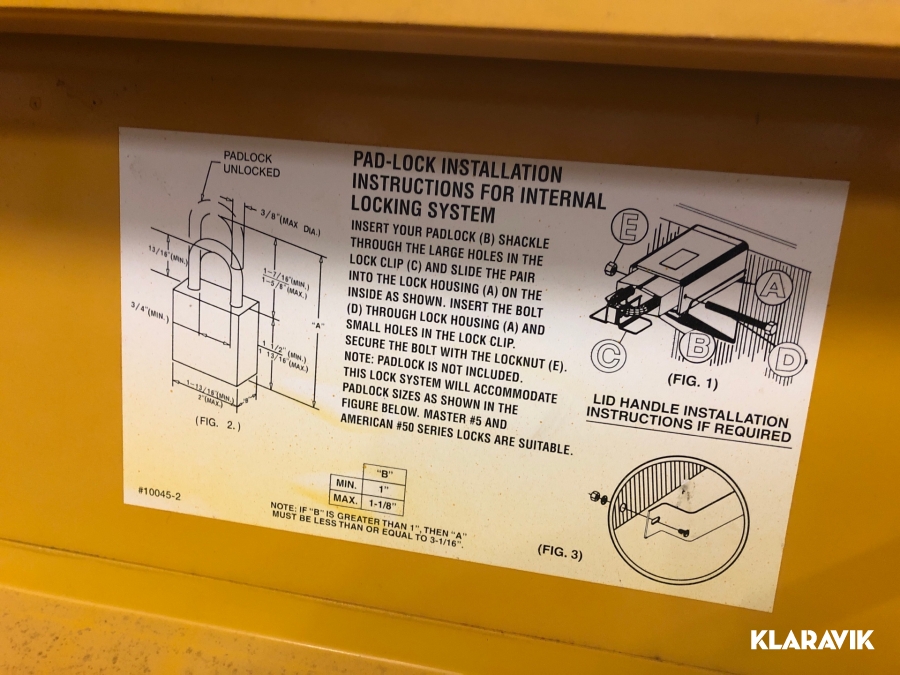 PADLOCK
UNLOCKED
3/8"(MAX DIA.)
13/16"(MIN.)
1-7/16"(MIN.)
1-5/8"(MAX.)
"A"
3/4"(MIN.)
1 1/2" (MIN.)
1 13/16"(MAX.)
1-13/16"(MIN.)
2"(MAX.)
"B"
(FIG. 2.)
#10045-2
PAD-LOCK INSTALLATION
INSTRUCTIONS FOR INTERNAL
LOCKING SYSTEM
INSERT YOUR PADLOCK (B) SHACKLE
THROUGH THE LARGE HOLES IN THE
LOCK CLIP (C) AND SLIDE THE PAIR
INTO THE LOCK HOUSING (A) ON THE
INSIDE AS SHOWN. INSERT THE BOLT
(D) THROUGH LOCK HOUSING (A) AND
SMALL HOLES IN THE LOCK CLIP.
SECURE THE BOLT WITH THE LOCKNUT (E).
NOTE: PADLOCK IS NOT INCLUDED.
THIS LOCK SYSTEM WILL ACCOMMODATE
PADLOCK SIZES AS SHOWN IN THE
FIGURE BELOW. MASTER #5 AND
AMERICAN #50 SERIES LOCKS ARE SUITABLE.
"B"
MIN. 1"
MAX. 1-1/8"
NOTE: IF "B" IS GREATER THAN 1", THEN "A"
MUST BE LESS THAN OR EQUAL TO 3-1/16".
E
A
B
C
D
(FIG. 1)
LID HANDLE INSTALLATION
INSTRUCTIONS IF REQUIRED
(FIG. 3)
KLARAVIK